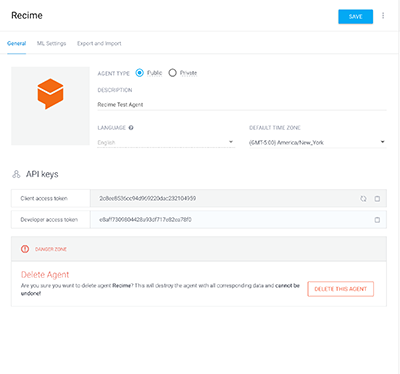 Recime
SAVE
General ML Settings Export and Import
AGENT TYPE Public Private
DESCRIPTION
Recime Test Agent
LANGUAGE DEFAULT TIME ZONE
English (GMT-5:00) America/New_York
API keys
Client access token
Developer access token
DANGER ZONE
Delete Agent
Are you sure you want to delete agent Recime? This will destroy the agent with all corresponding data and cannot be
undone!
DELETE THIS AGENT